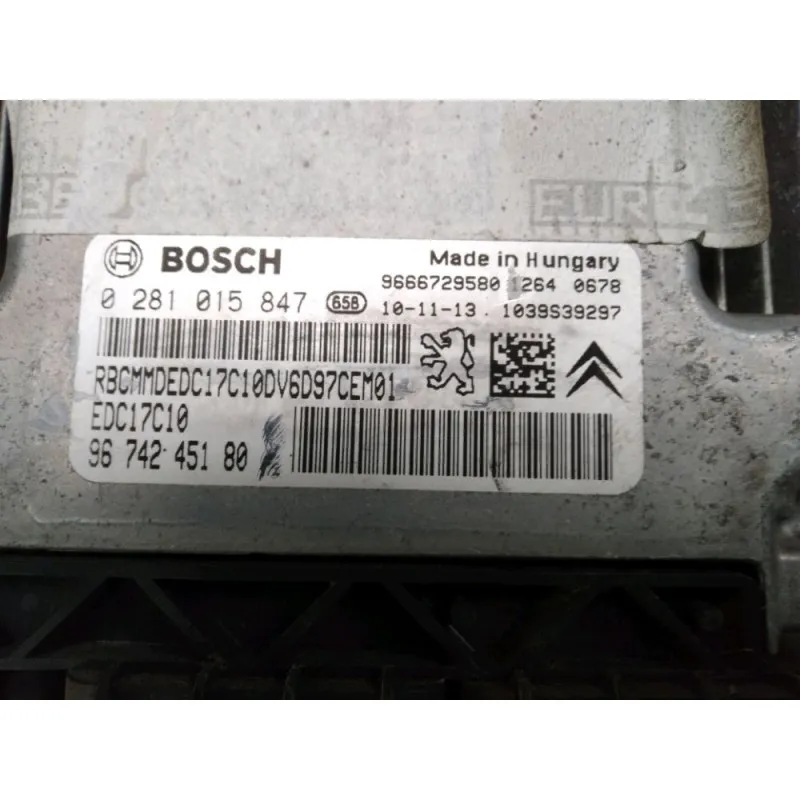 EURO
BOSCH
Made in Hungary
9666729580 1264 0678
0 281 015 847 658 10-11-13 . 1039S39297
RBCMMDEDC17C10DV6D97CEM01
EDC17C10
96 742 451 80